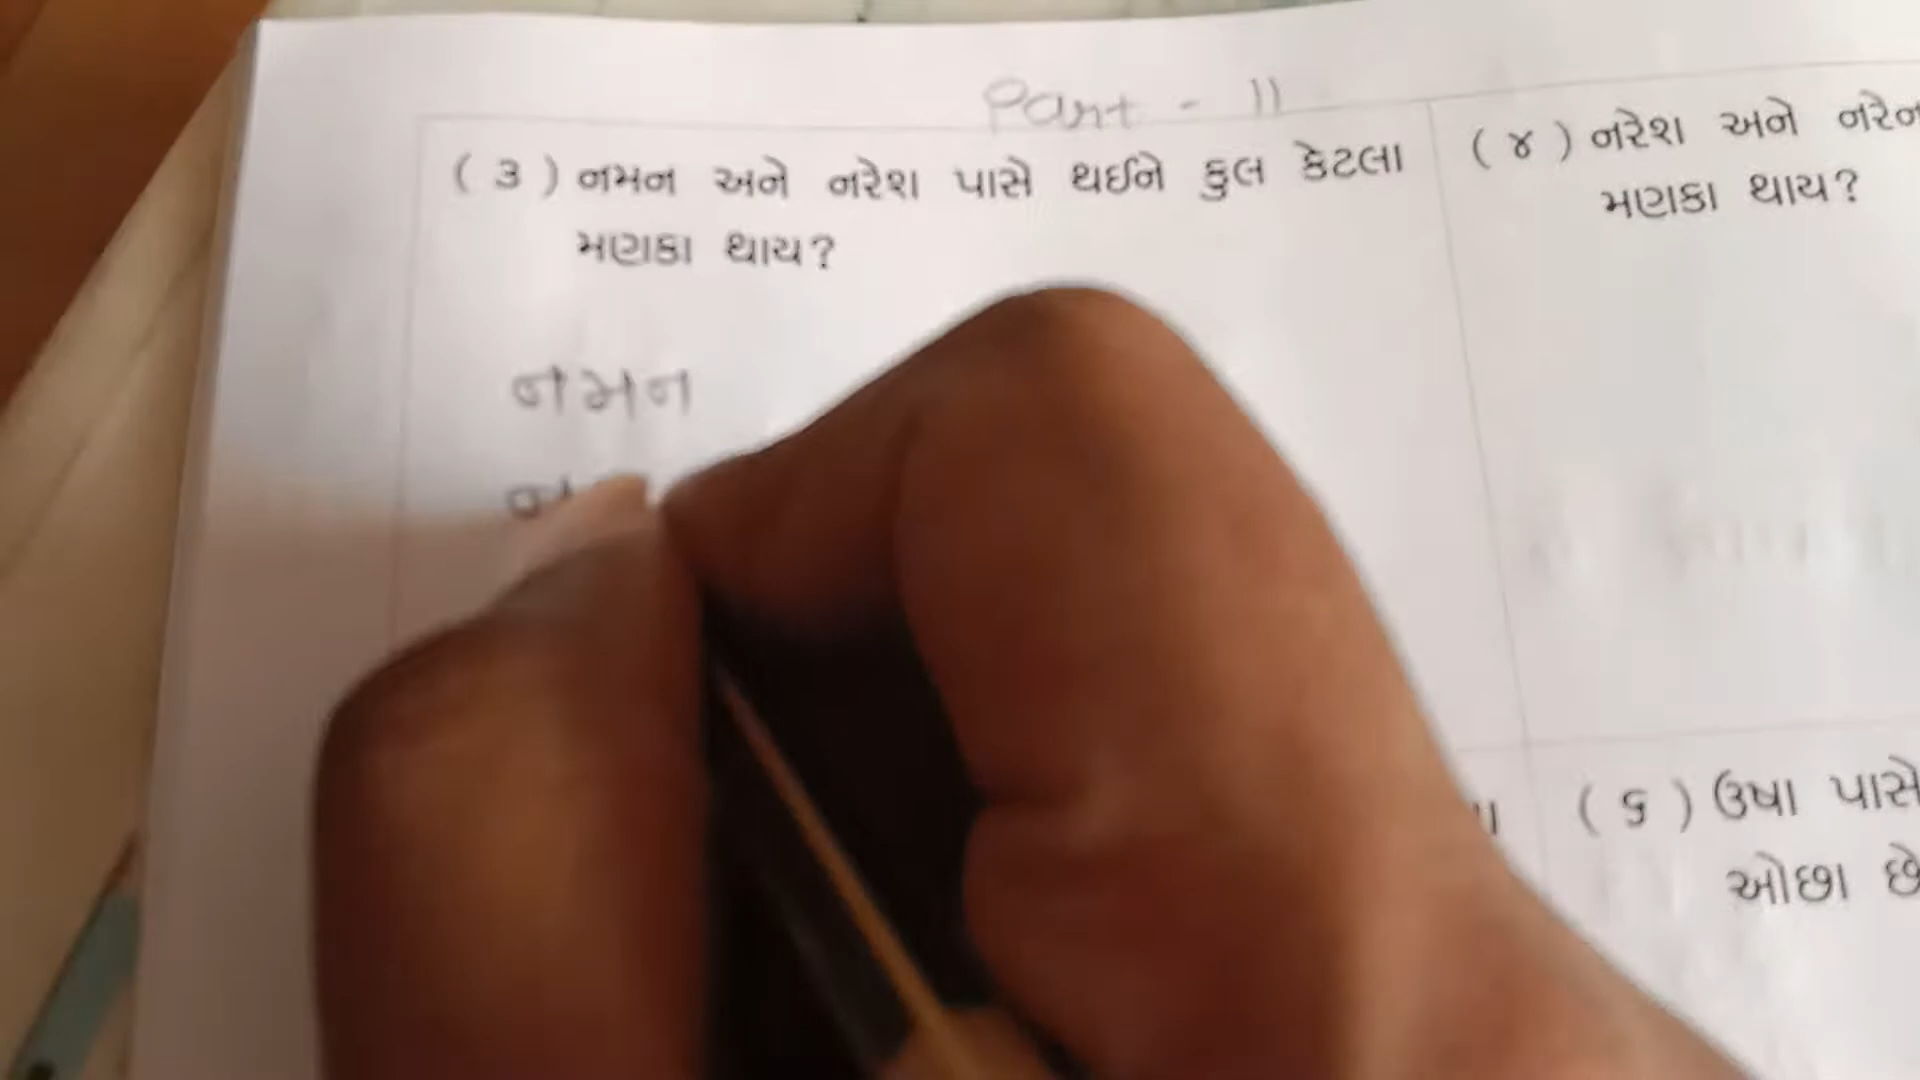 Part - 11
(૩) નમન અને નરેશ પાસે થઈને કુલ કેટલા
મણકા થાય?
નમન
(૪) નરેશ અને
મણકા થાય?
(૬) ઉષા પાસે
ઓછા છે